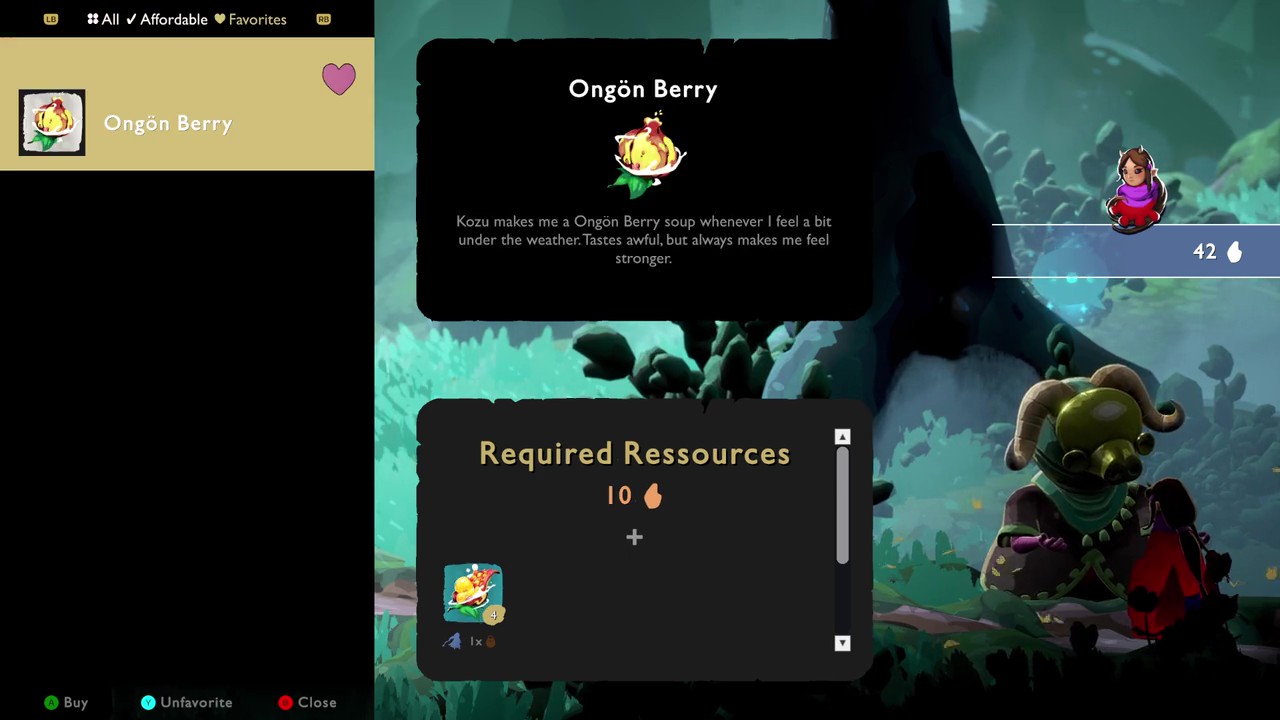 LB All Affordable Favorites RB
Ongön Berry
Ongön Berry
Kozu makes me a Ongön Berry soup whenever I feel a bit
under the weather. Tastes awful, but always makes me feel
stronger.
42
Required Ressources
10
+
4
1x
A Buy Y Unfavorite Close